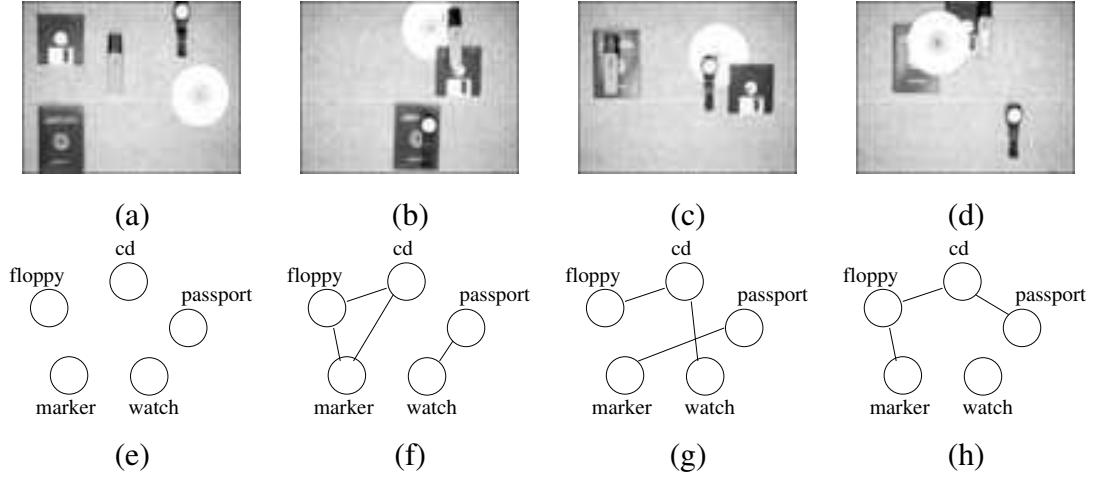 (a) (b) (c) (d)
cd cd cd cd
floppy floppy floppy floppy
passport passport passport passport
marker watch marker watch marker watch marker watch
(e) (f) (g) (h)